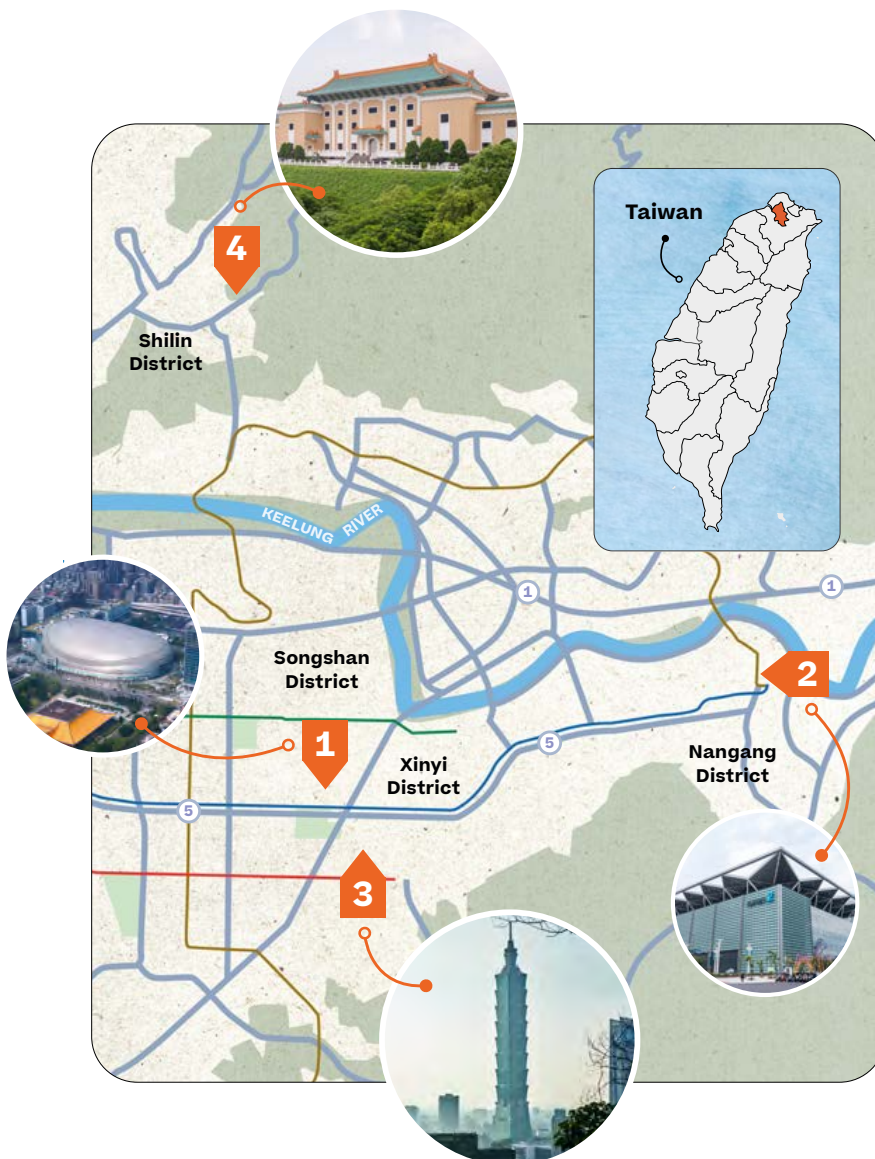 4
Taiwan
Shilin
District
KEELUNG RIVER
1
1
Songshan
District
2
1
5
Xinyi
District
Nangang
District
5
3